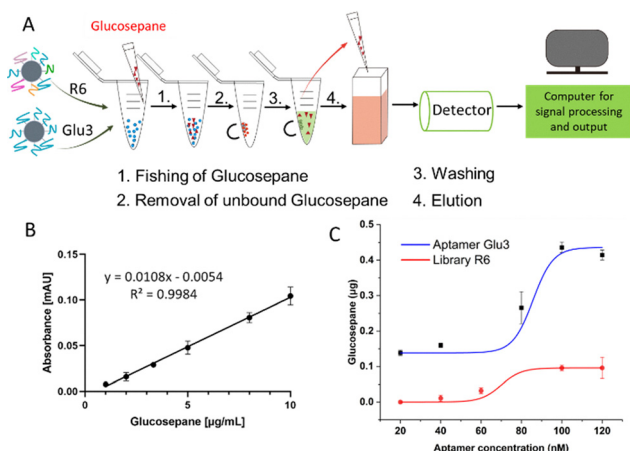 A
Glucosepane
R6
Glu3
1.
2.
3.
4.
Detector
Computer for
signal processing
and output
1. Fishing of Glucosepane
2. Removal of unbound Glucosepane
3. Washing
4. Elution
B
y = 0.0108x - 0.0054
R² = 0.9984
Absorbance [mAU]
0.15
0.10
0.05
0.00
0
5
10
Glucosepane [µg/mL]
C
Aptamer Glu3
Library R6
Glucosepane (µg)
0.5
0.4
0.3
0.2
0.1
0.0
20
40
60
80
100
120
Aptamer concentration (nM)